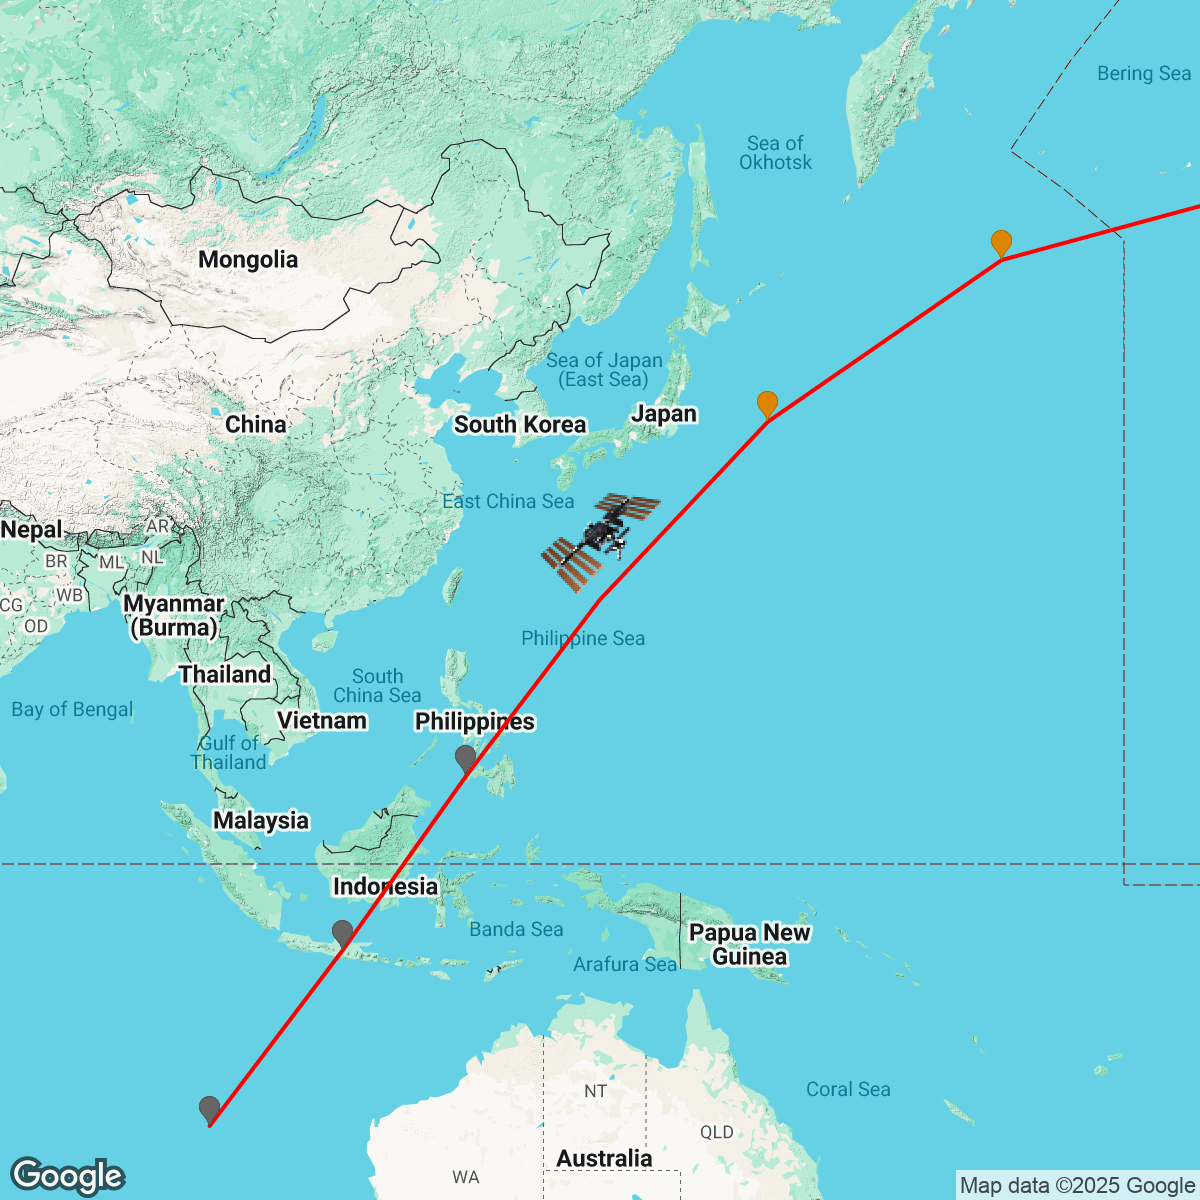 Bering Sea
Sea of
Okhotsk
Mongolia
Sea of Japan
(East Sea)
Japan
China
South Korea
East China Sea
Nepal
AR
BR
ML
NL
WB
CG
OD
Myanmar
(Burma)
Philippine Sea
Thailand
South
China Sea
Bay of Bengal
Vietnam
Philippines
Gulf of
Thailand
Malaysia
Indonesia
Banda Sea
Papua New
Guinea
Arafura Sea
NT
Coral Sea
QLD
Australia
WA
Google
Map data ©2025 Google